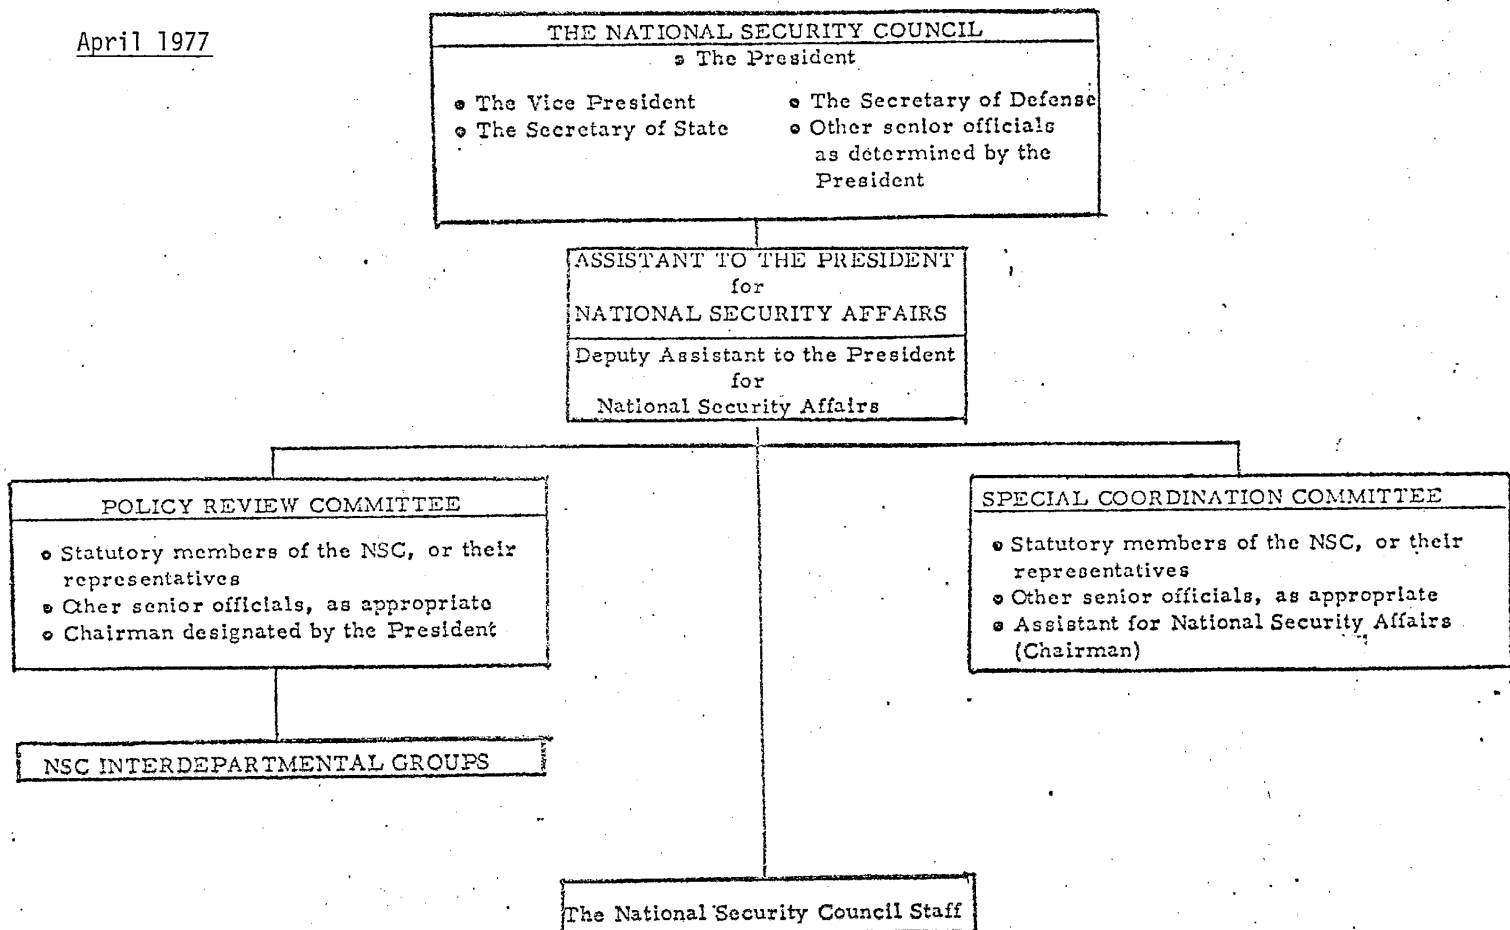 April 1977
THE NATIONAL SECURITY COUNCIL
• The President
• The Vice President
• The Secretary of State
• The Secretary of Defense
• Other senior officials
as determined by the
President
ASSISTANT TO THE PRESIDENT
for
NATIONAL SECURITY AFFAIRS
Deputy Assistant to the President
for
National Security Affairs
POLICY REVIEW COMMITTEE
• Statutory members of the NSC, or their
representatives
• Other senior officials, as appropriate
• Chairman designated by the President
SPECIAL COORDINATION COMMITTEE
• Statutory members of the NSC, or their
representatives
• Other senior officials, as appropriate
• Assistant for National Security Affairs
(Chairman)
NSC INTERDEPARTMENTAL GROUPS
The National Security Council Staff